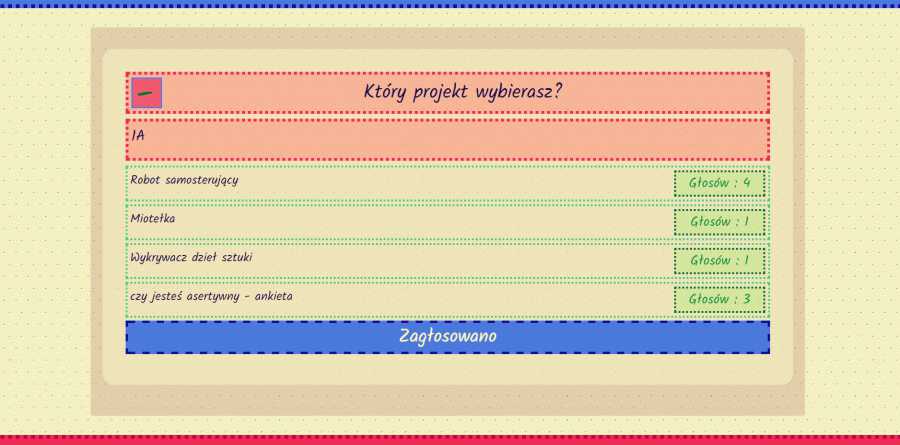 Który projekt wybierasz?
1A
Robot samosterujący
Głosów : 4
Miotełka
Głosów : 1
Wykrywacz dzieł sztuki
Głosów : 1
czy jesteś asertywny - ankieta
Głosów : 3
Zagłosowano